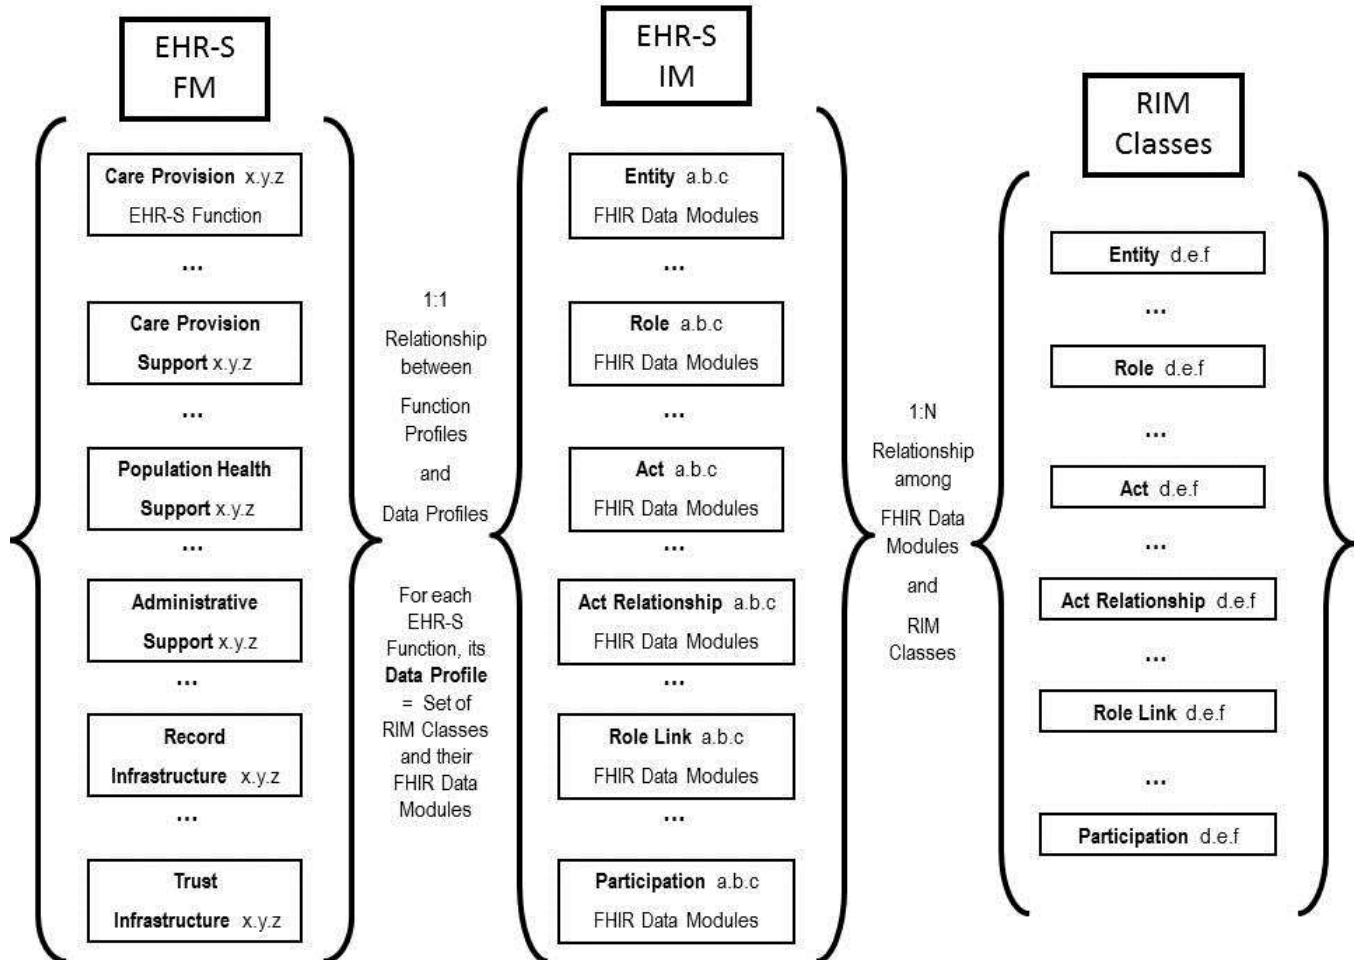 EHR-S
FM
Care Provision x.y.z
EHR-S Function
...
Care Provision
Support x.y.z
...
Population Health
Support x.y.z
...
Administrative
Support x.y.z
...
Record
Infrastructure x.y.z
...
Trust
Infrastructure x.y.z
1:1
Relationship
between
Function
Profiles
and
Data Profiles
For each
EHR-S
Function, its
Data Profile
= Set of
RIM Classes
and their
FHIR Data
Modules
EHR-S
IM
Entity a.b.c
FHIR Data Modules
...
Role a.b.c
FHIR Data Modules
...
Act a.b.c
FHIR Data Modules
...
Act Relationship a.b.c
FHIR Data Modules
...
Role Link a.b.c
FHIR Data Modules
...
Participation a.b.c
FHIR Data Modules
1:N
Relationship
among
FHIR Data
Modules
and
RIM
Classes
RIM
Classes
Entity d.e.f
...
Role d.e.f
...
Act d.e.f
...
Act Relationship d.e.f
...
Role Link d.e.f
...
Participation d.e.f